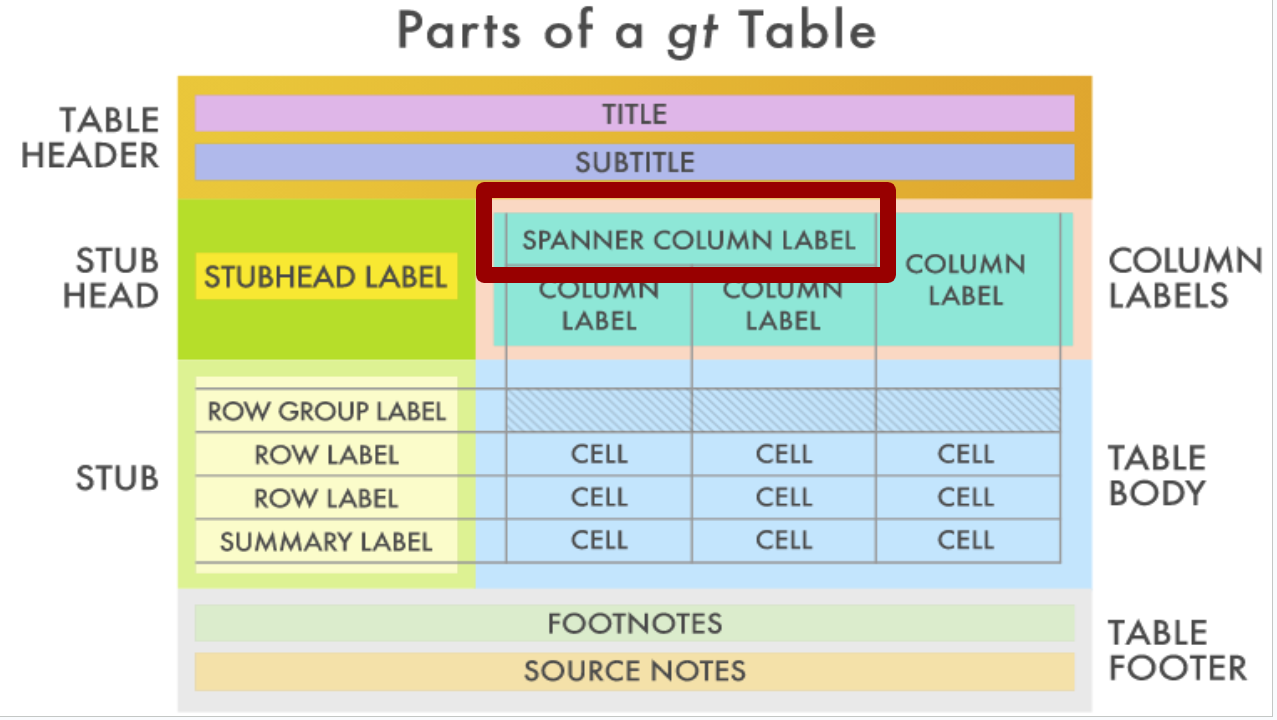 Parts of a gt Table
TABLE
HEADER
TITLE
SUBTITLE
STUB
HEAD
STUBHEAD LABEL
SPANNER COLUMN LABEL
COLUMN
LABEL
COLUMN
LABEL
COLUMN
LABEL
COLUMN
LABELS
STUB
ROW GROUP LABEL
ROW LABEL CELL CELL CELL
ROW LABEL CELL CELL CELL
SUMMARY LABEL CELL CELL CELL
TABLE
BODY
FOOTNOTES
SOURCE NOTES
TABLE
FOOTER